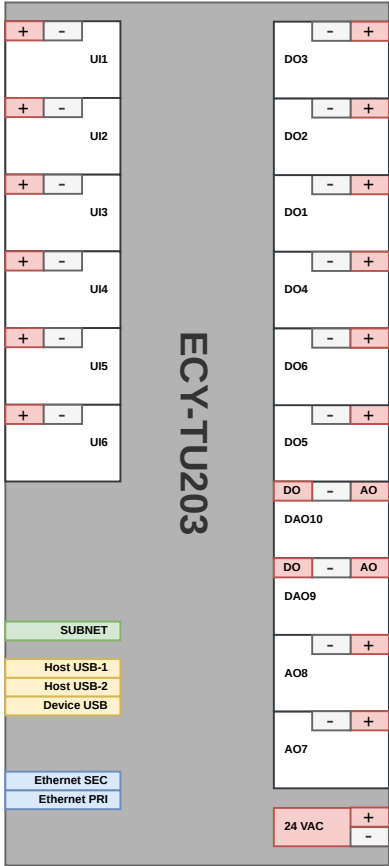 + -
UI1
+ -
UI2
+ -
UI3
+ -
UI4
+ -
UI5
+ -
UI6
SUBNET
Host USB-1
Host USB-2
Device USB
Ethernet SEC
Ethernet PRI
ECY-TU203
- +
DO3
- +
DO2
- +
DO1
- +
DO4
- +
DO6
- +
DO5
DO - AO
DAO10
DO - AO
DAO9
- +
AO8
- +
AO7
24 VAC
+
-